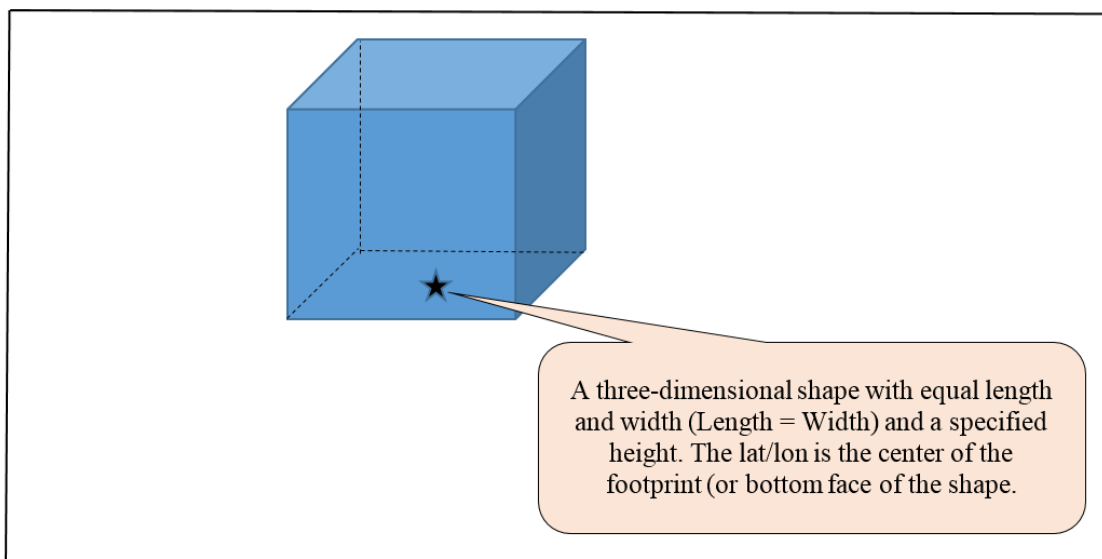 A three-dimensional shape with equal length
and width (Length = Width) and a specified
height. The lat/lon is the center of the
footprint (or bottom face of the shape.